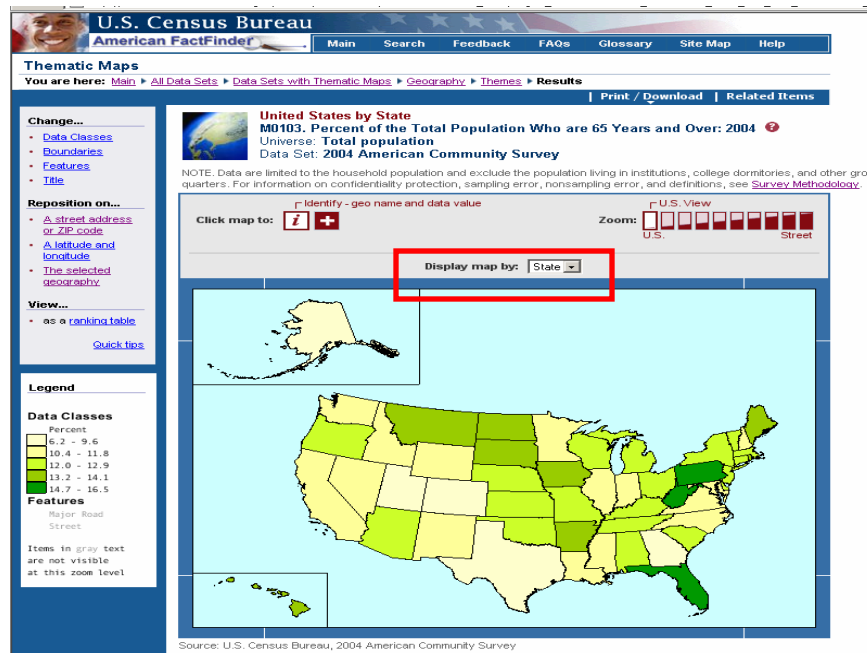 U.S. Census Bureau
American FactFinder
Main Search Feedback FAQs Glossary Site Map Help
Thematic Maps
You are here: Main ▸ All Data Sets ▸ Data Sets with Thematic Maps ▸ Geography ▸ Themes ▸ Results
| Print / Download | Related Items
Change...
• Data Classes
• Boundaries
• Features
• Title
Reposition on...
• A street address
or ZIP code
• A latitude and
longitude
• The selected
geography
View...
• as a ranking table
Quick tips
United States by State
M0103. Percent of the Total Population Who are 65 Years and Over: 2004 ?
Universe: Total population
Data Set: 2004 American Community Survey
NOTE. Data are limited to the household population and exclude the population living in institutions, college dormitories, and other gro
quarters. For information on confidentiality protection, sampling error, nonsampling error, and definitions, see Survey Methodology.
Identify - geo name and data value
Click map to: i +
U.S. View
Zoom:
U.S. Street
Display map by: State
Legend
Data Classes
Percent
6.2 - 9.6
10.4 - 11.8
12.0 - 12.9
13.2 - 14.1
14.7 - 16.5
Features
Major Road
Street
Items in gray text
are not visible
at this zoom level
Source: U.S. Census Bureau, 2004 American Community Survey